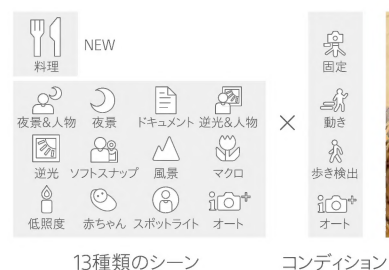 料理
NEW
夜景&人物 夜景 ドキュメント 逆光&人物
逆光 ソフトスナップ 風景 マクロ
低照度 赤ちゃん スポットライト オート
13種類のシーン
×
固定
動き
歩き検出
オート
コンディション